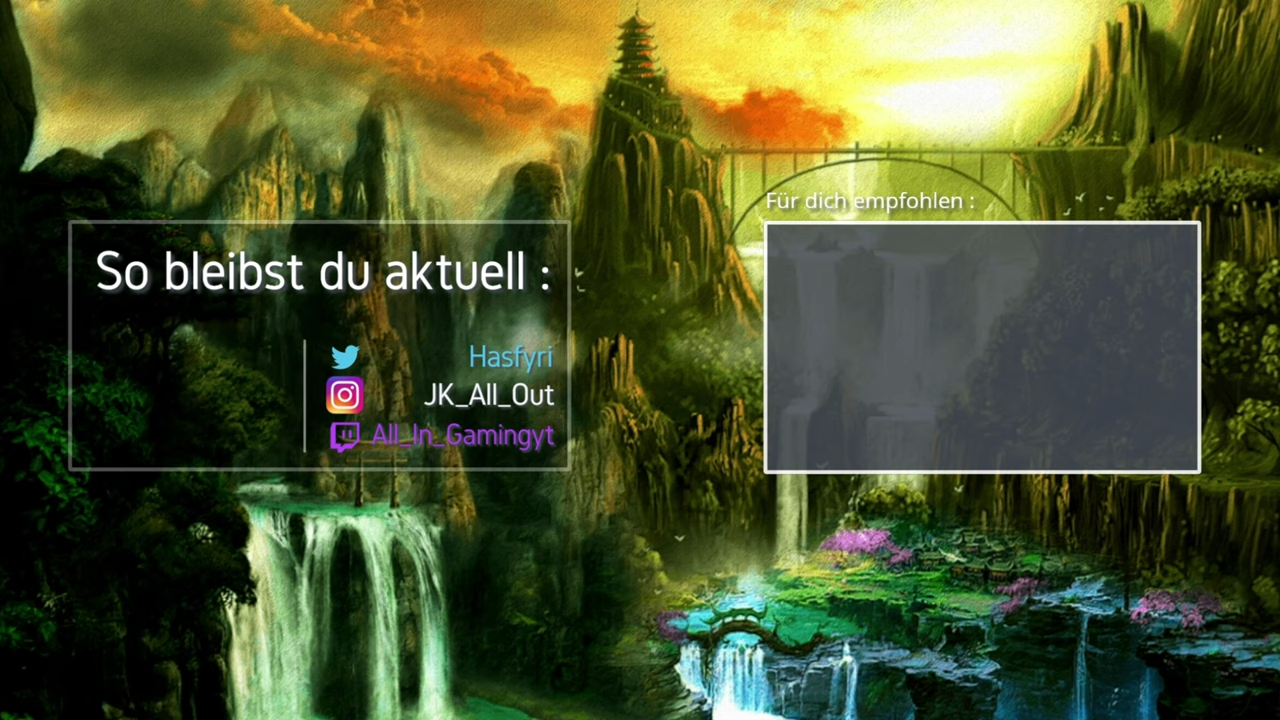 So bleibst du aktuell :
Hasfyri
JK_All_Out
All_In_Gamingyt
Für dich empfohlen :